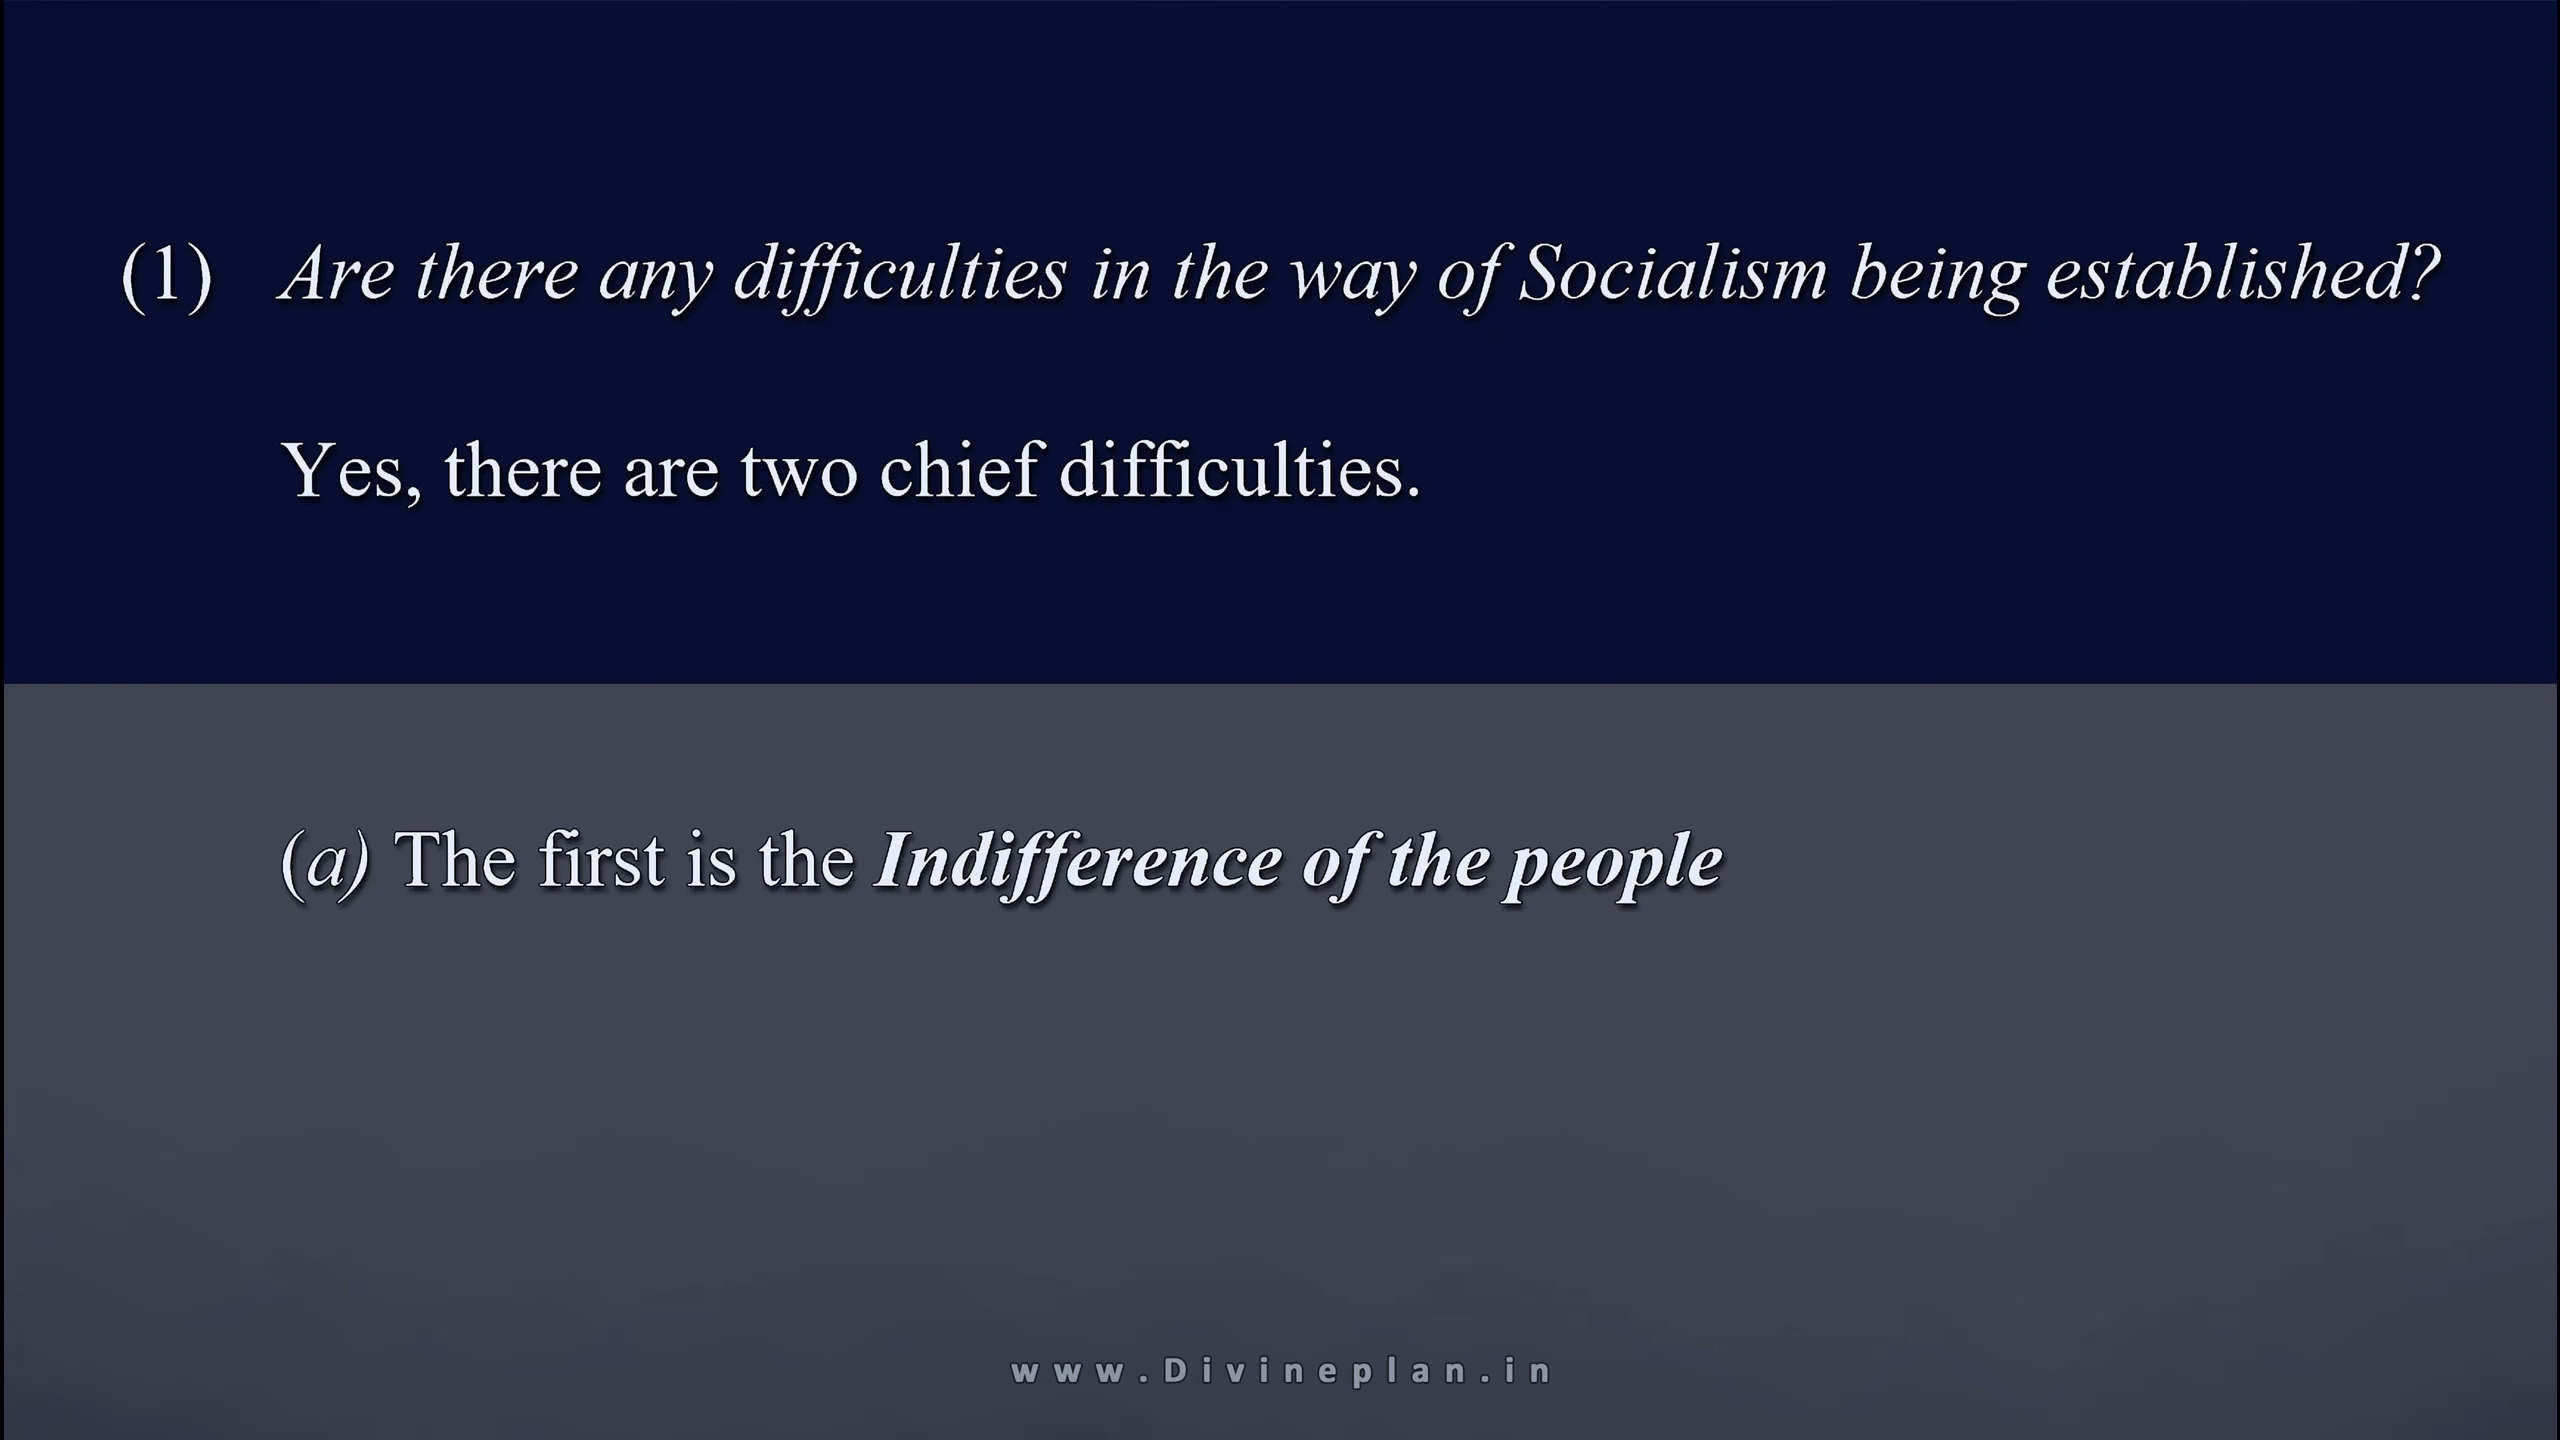 (1) Are there any difficulties in the way of Socialism being established?
Yes, there are two chief difficulties.
(a) The first is the Indifference of the people
www.Divineplan.in